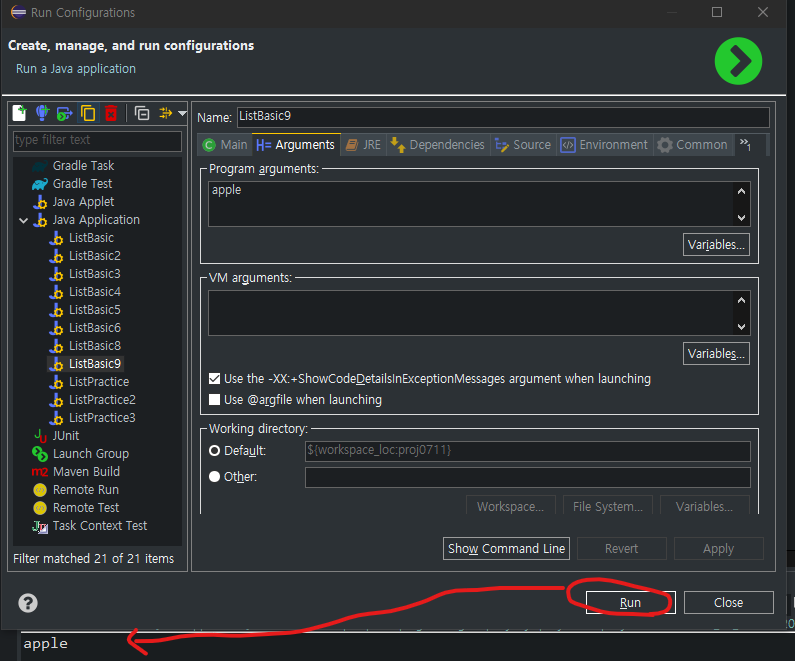 Run Configurations
Create, manage, and run configurations
Run a Java application
type filter text
Gradle Task
Gradle Test
Java Applet
Java Application
ListBasic
ListBasic2
ListBasic3
ListBasic4
ListBasic5
ListBasic6
ListBasic8
ListBasic9
ListPractice
ListPractice2
ListPractice3
JUnit
Launch Group
m2 Maven Build
Remote Run
Remote Test
Task Context Test
Filter matched 21 of 21 items
Name: ListBasic9
Main Arguments JRE Dependencies Source Environment Common »1
Program arguments:
apple
Variables...
VM arguments:
Variables...
Use the -XX:+ShowCodeDetailsInExceptionMessages argument when launching
Use @argfile when launching
Working directory:
Default: ${workspace_loc:proj0711}
Other:
Workspace... File System... Variables...
Show Command Line Revert Apply
Run Close
apple